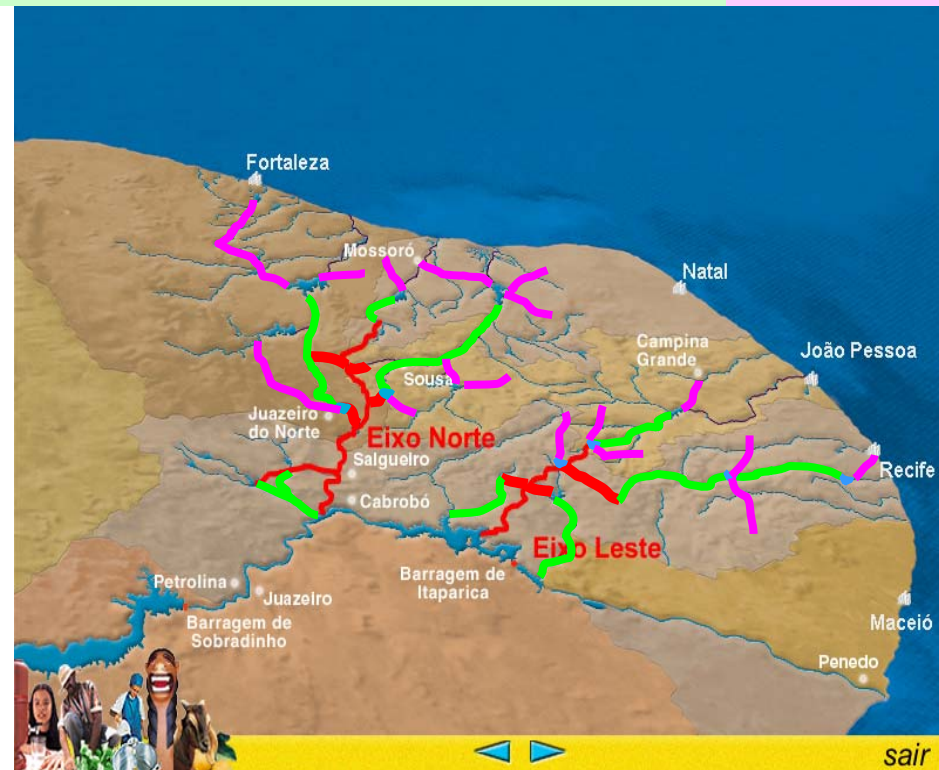 Fortaleza
Mossoró
Natal
Campina
Grande
João Pessoa
Sousa
Juazeiro
do Norte
Eixo Norte
Salgueiro
Recife
Cabrobó
Eixo Leste
Barragem de
Itaparica
Petrolina
Juazeiro
Barragem de
Sobradinho
Maceió
Penedo
sair